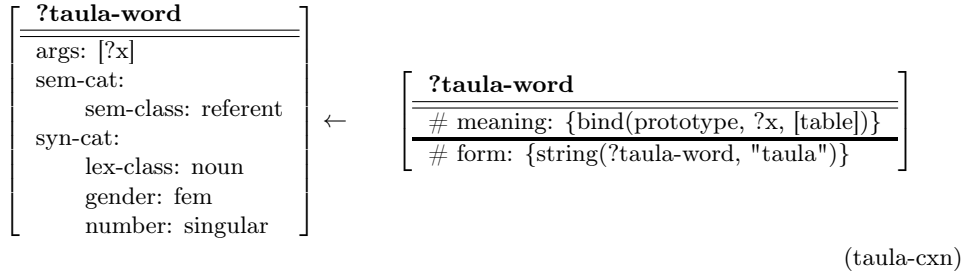 ?taula-word
args: [?x]
sem-cat:
sem-class: referent
syn-cat:
lex-class: noun
gender: fem
number: singular
←
?taula-word
# meaning: {bind(prototype, ?x, [table])}
# form: {string(?taula-word, "taula")}
(taula-cxn)